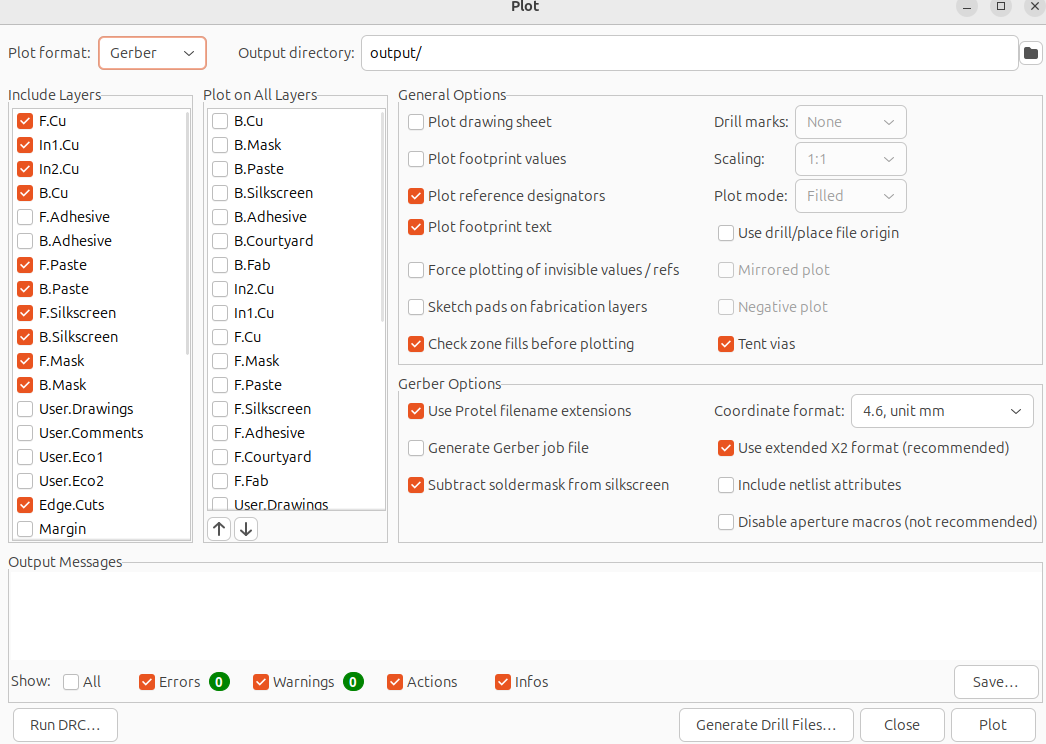 Plot
Plot format: Gerber Output directory: output/
Include Layers
F.Cu
In1.Cu
In2.Cu
B.Cu
F.Adhesive
B.Adhesive
F.Paste
B.Paste
F.Silkscreen
B.Silkscreen
F.Mask
B.Mask
User.Drawings
User.Comments
User.Eco1
User.Eco2
Edge.Cuts
Margin
Plot on All Layers
B.Cu
B.Mask
B.Paste
B.Silkscreen
B.Adhesive
B.Courtyard
B.Fab
In2.Cu
In1.Cu
F.Cu
F.Mask
F.Paste
F.Silkscreen
F.Adhesive
F.Courtyard
F.Fab
User.Drawings
General Options
Plot drawing sheet
Plot footprint values
Plot reference designators
Plot footprint text
Force plotting of invisible values / refs
Sketch pads on fabrication layers
Check zone fills before plotting
Drill marks: None
Scaling: 1:1
Plot mode: Filled
Use drill/place file origin
Mirrored plot
Negative plot
Tent vias
Gerber Options
Use Protel filename extensions
Generate Gerber job file
Subtract soldermask from silkscreen
Coordinate format: 4.6, unit mm
Use extended X2 format (recommended)
Include netlist attributes
Disable aperture macros (not recommended)
Output Messages
Show: All Errors 0 Warnings 0 Actions Infos Save...
Run DRC... Generate Drill Files... Close Plot